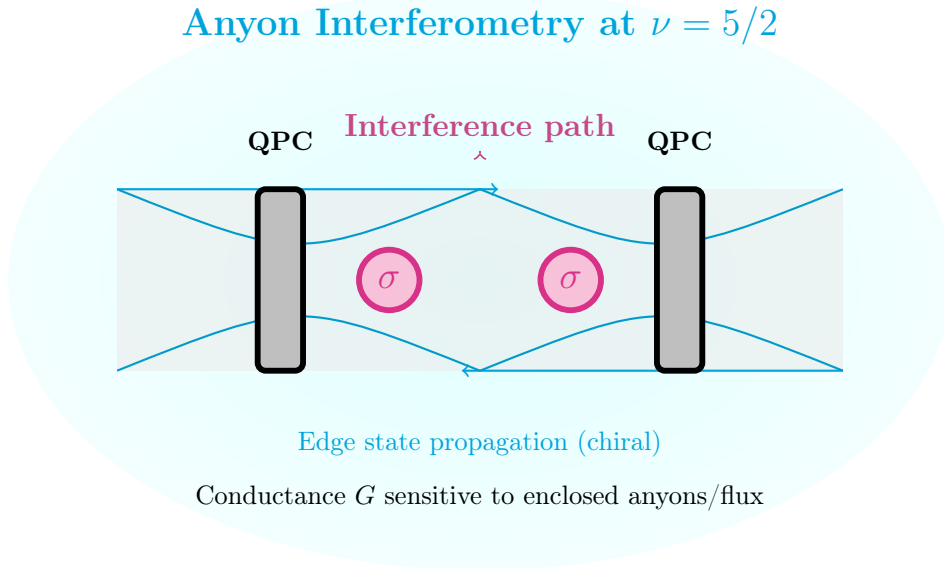 Anyon Interferometry at ν = 5/2
Interference path
QPC QPC
σ σ
Edge state propagation (chiral)
Conductance G sensitive to enclosed anyons/flux